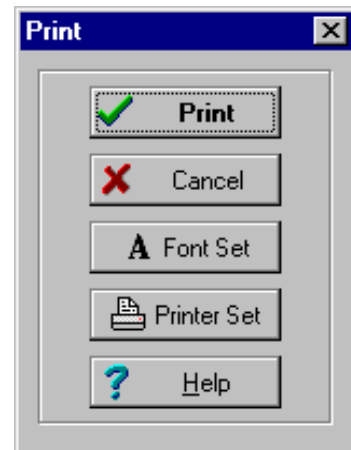 Print
Print
Cancel
A Font Set
Printer Set
? Help